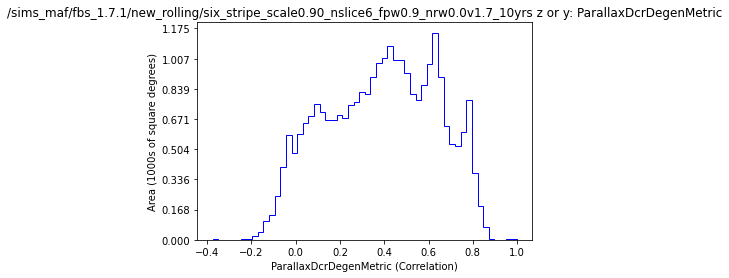 /sims_maf/fbs_1.7.1/new_rolling/six_stripe_scale0.90_nslice6_fpw0.9_nrw0.0v1.7_10yrs z or y: ParallaxDcrDegenMetric
1.175
1.007
0.839
0.671
0.504
0.336
0.168
0.000
Area (1000s of square degrees)
−0.4 −0.2 0.0 0.2 0.4 0.6 0.8 1.0
ParallaxDcrDegenMetric (Correlation)